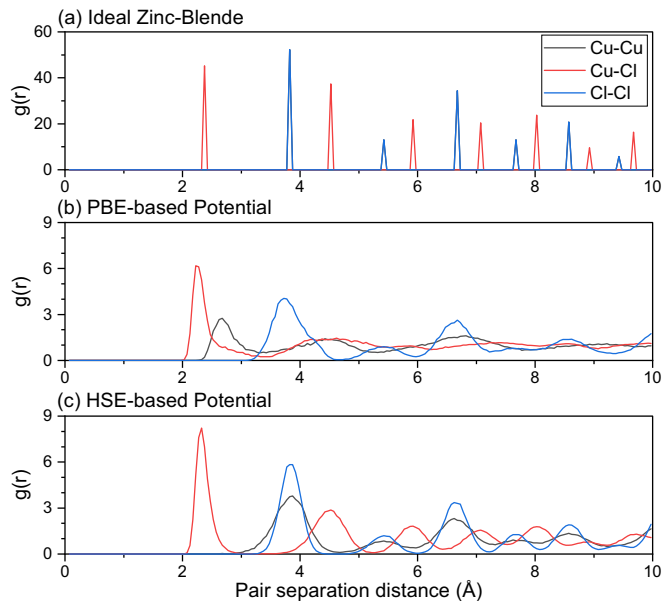 (a) Ideal Zinc-Blende
g(r)
60
40
20
0
Cu-Cu
Cu-Cl
Cl-Cl
0 2 4 6 8 10
(b) PBE-based Potential
g(r)
9
6
3
0
0 2 4 6 8 10
(c) HSE-based Potential
g(r)
9
6
3
0
0 2 4 6 8 10
Pair separation distance (Å)